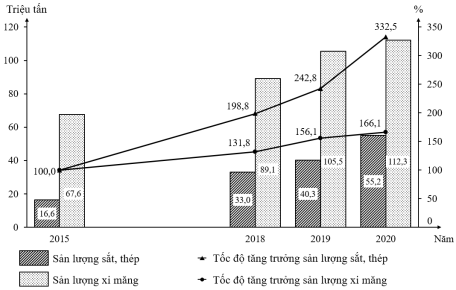 Triệu tấn %
120 350
100 300
80 250
60 200
40 150
20 100
0 50
0
332,5
242,8
198,8
166,1
156,1
131,8
100,0
67,6 89,1 105,5 112,3
16,6 33,0 40,3 55,2
2015 2018 2019 2020 Năm
Sản lượng sắt, thép Tốc độ tăng trưởng sản lượng sắt, thép
Sản lượng xi măng Tốc độ tăng trưởng sản lượng xi măng